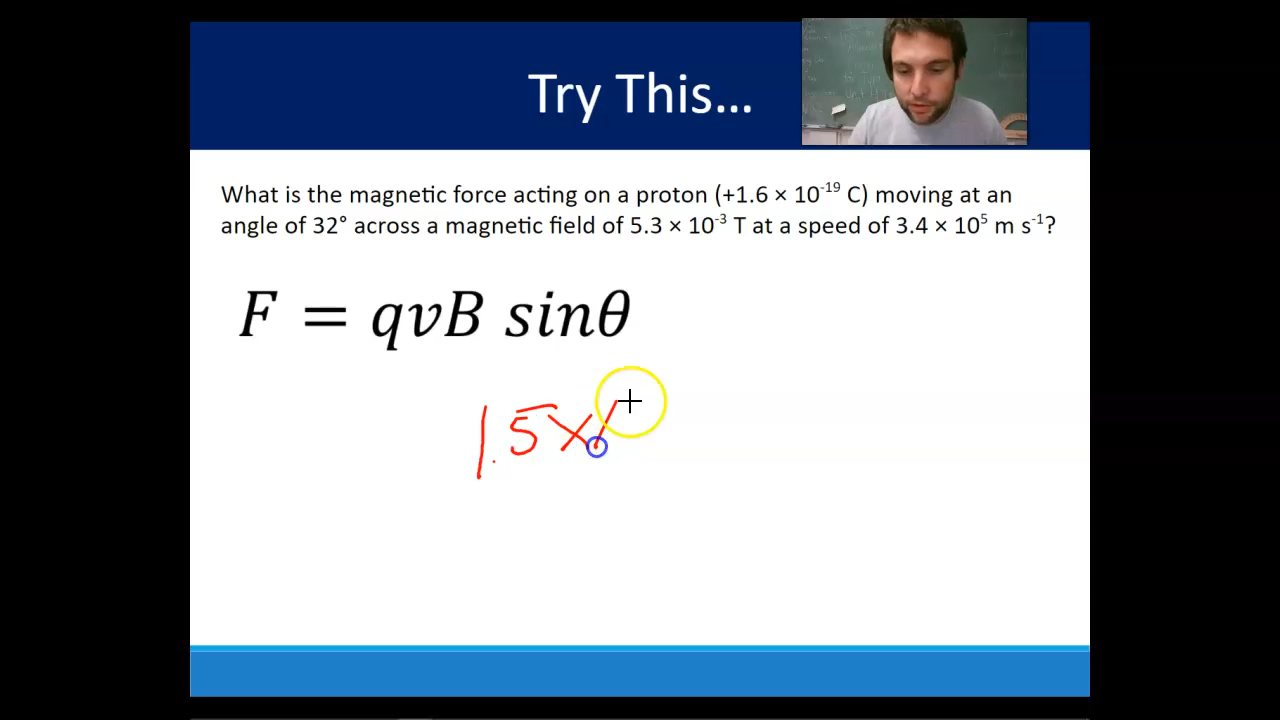 Try This...
What is the magnetic force acting on a proton (+1.6 × 10⁻¹⁹ C) moving at an
angle of 32° across a magnetic field of 5.3 × 10⁻³ T at a speed of 3.4 × 10⁵ m s⁻¹?
F = qvB sinθ
1.5×